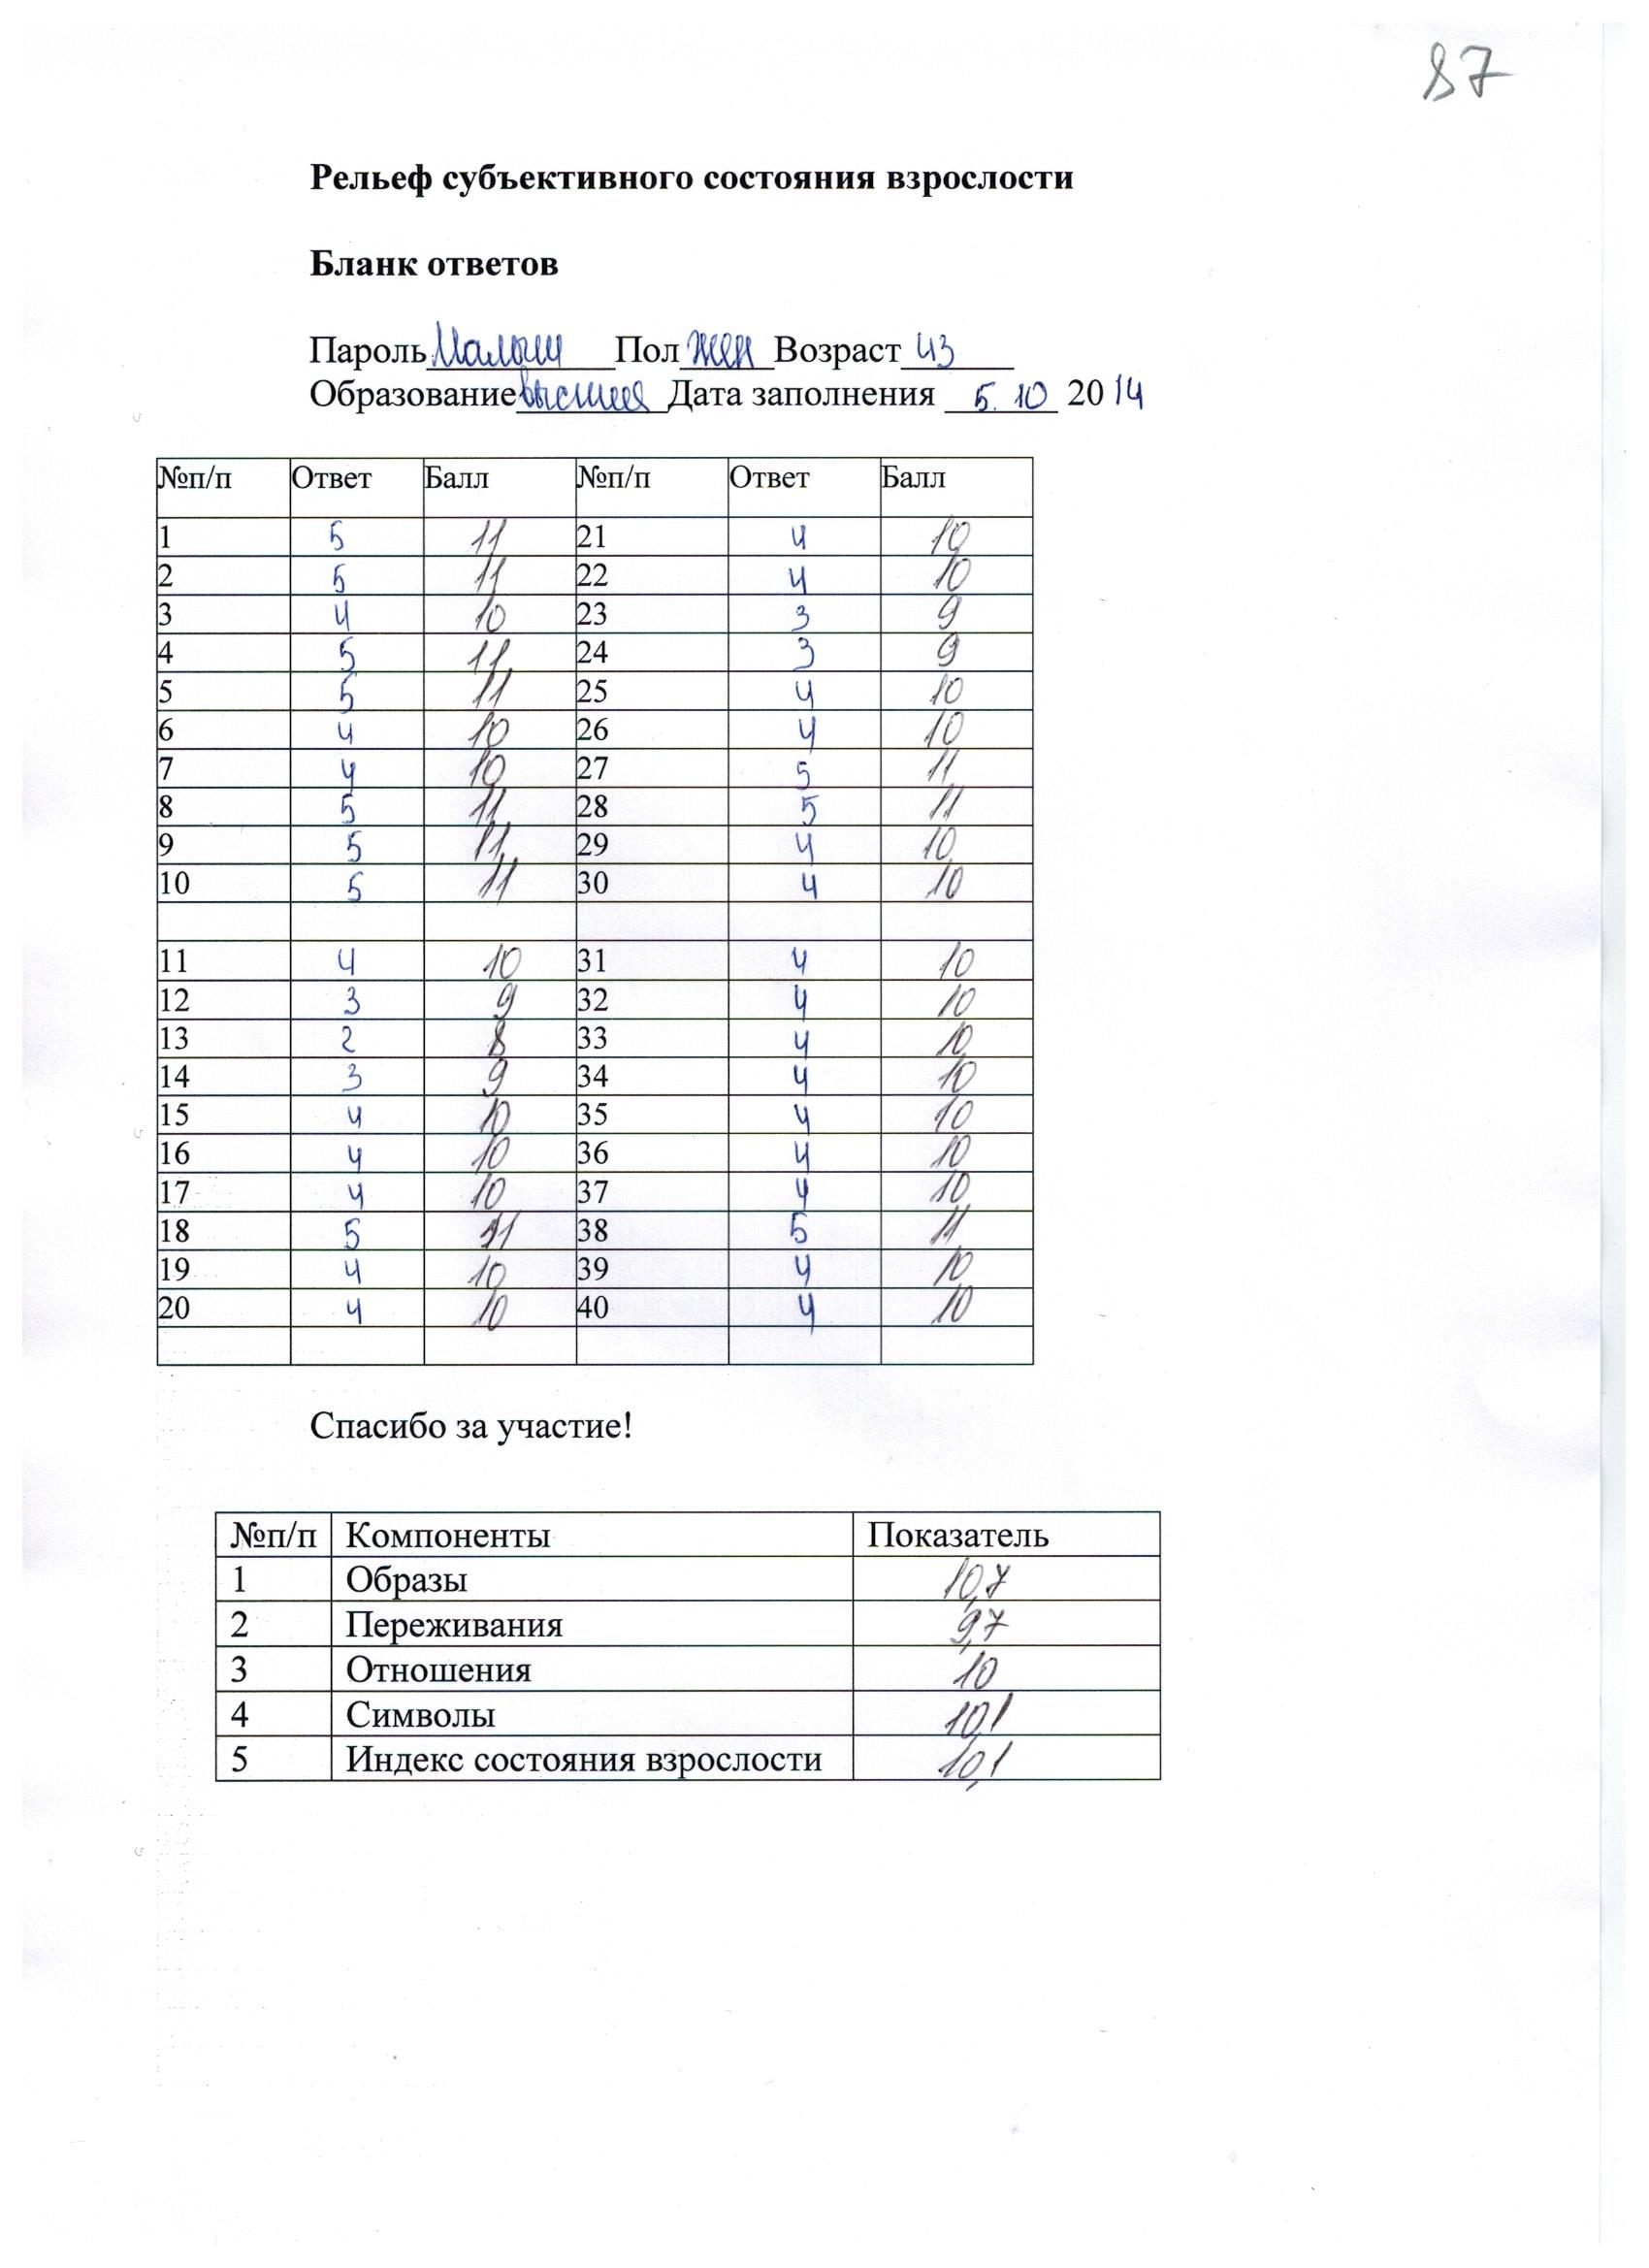 87
Рельеф субъективного состояния взрослости
Бланк ответов
Пароль Малыш Пол жен Возраст 43
Образование высшее Дата заполнения 5.10 2014
№п/п Ответ Балл №п/п Ответ Балл
1 5 11 21 4 10
2 5 11 22 4 10
3 4 10 23 3 9
4 5 11 24 3 9
5 5 11 25 4 10
6 4 10 26 4 10
7 4 10 27 5 11
8 5 11 28 5 11
9 5 11 29 4 10
10 5 11 30 4 10
11 4 10 31 4 10
12 3 9 32 4 10
13 2 8 33 4 10
14 3 9 34 4 10
15 4 10 35 4 10
16 4 10 36 4 10
17 4 10 37 4 10
18 5 11 38 5 11
19 4 10 39 4 10
20 4 10 40 4 10
Спасибо за участие!
№п/п Компоненты Показатель
1 Образы 10,7
2 Переживания 9,7
3 Отношения 10
4 Символы 10,1
5 Индекс состояния взрослости 10,1